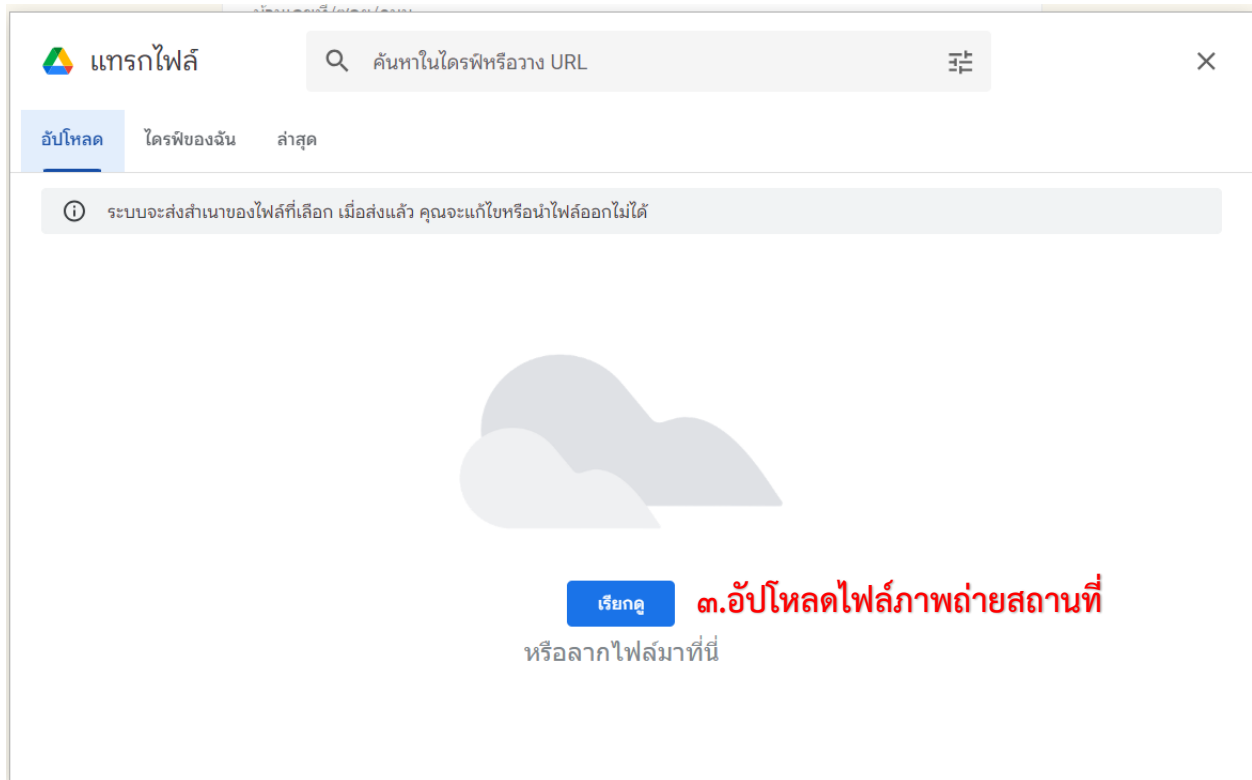 แทรกไฟล์
ค้นหาในไดรฟ์หรือวาง URL
อัปโหลด ไดรฟ์ของฉัน ล่าสุด
ระบบจะส่งสำเนาของไฟล์ที่เลือก เมื่อส่งแล้ว คุณจะแก้ไขหรือนำไฟล์ออกไม่ได้
เรียกดู ๓.อัปโหลดไฟล์ภาพถ่ายสถานที่
หรือลากไฟล์มาที่นี่